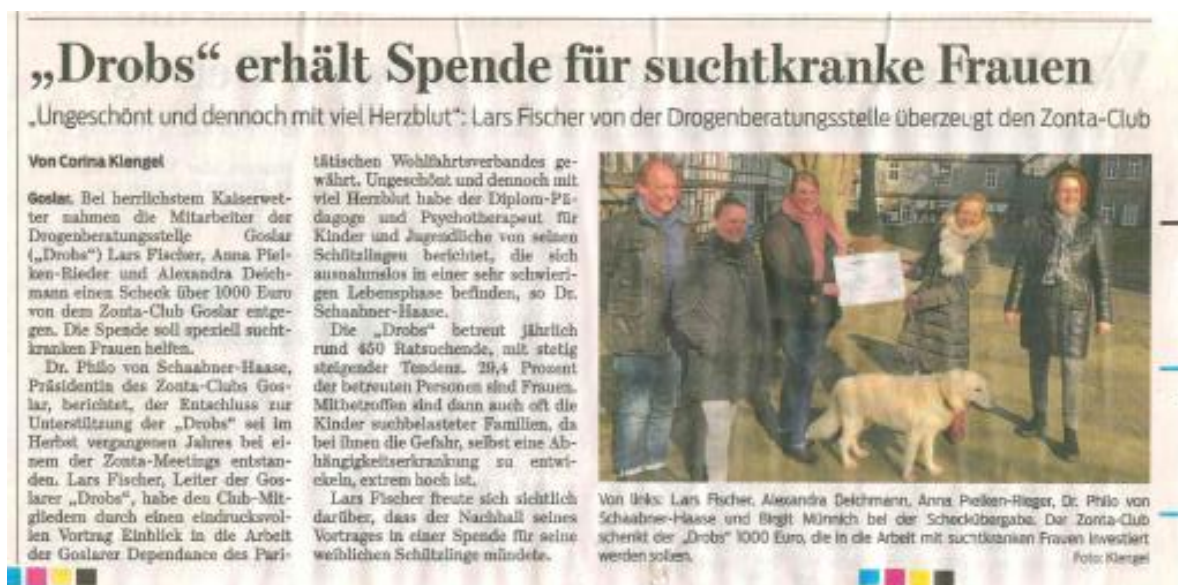 „Drobs“ erhält Spende für suchtkranke Frauen
„Ungeschönt und dennoch mit viel Herzblut“: Lars Fischer von der Drogenberatungsstelle überzeugt den Zonta-Club
Von Corina Klengel
Goslar. Bei herrlichstem Kaiserwet-
ter nahmen die Mitarbeiter der
Drogenberatungsstelle Goslar
(„Drobs“) Lars Fischer, Anna Piel-
ken-Rieder und Alexandra Deich-
mann einen Scheck über 1000 Euro
von dem Zonta-Club Goslar entge-
gen. Die Spende soll speziell sucht-
kranken Frauen helfen.
Dr. Philo von Schaabner-Haase,
Präsidentin des Zonta-Clubs Gos-
lar, berichtet, der Entschluss zur
Unterstützung der „Drobs“ sei im
Herbst vergangenen Jahres bei ei-
nem der Zonta-Meetings entstan-
den. Lars Fischer, Leiter der Gos-
larer „Drobs“, habe den Club-Mit-
gliedern durch einen eindrucksvol-
len Vortrag Einblick in die Arbeit
der Goslarer Dependance des Pari-
tätischen Wohlfahrtsverbandes ge-
währt. Ungeschönt und dennoch mit
viel Herzblut habe der Diplom-Pä-
dagoge und Psychotherapeut für
Kinder und Jugendliche von seinen
Schützlingen berichtet, die sich
ausnahmslos in einer sehr schwieri-
gen Lebensphase befinden, so Dr.
Schaabner-Haase.
Die „Drobs“ betreut jährlich
rund 450 Ratsuchende, mit stetig
steigender Tendenz. 29,4 Prozent
der betreuten Personen sind Frauen.
Mitbetroffen sind dann auch oft die
Kinder suchbelasteter Familien, da
bei ihnen die Gefahr, selbst eine Ab-
hängigkeitserkrankung zu entwi-
ckeln, extrem hoch ist.
Lars Fischer freute sich sichtlich
darüber, dass der Nachhall seines
Vortrages in einer Spende für seine
weiblichen Schützlinge mündete.
Von links: Lars Fischer, Alexandra Deichmann, Anna Pielken-Rieger, Dr. Philo von
Schaabner-Haase und Birgit Münnich bei der Scheckübergabe. Der Zonta-Club
schenkt der „Drobs“ 1000 Euro, die in die Arbeit mit suchtkranken Frauen investiert
werden sollen.
Foto: Klengel